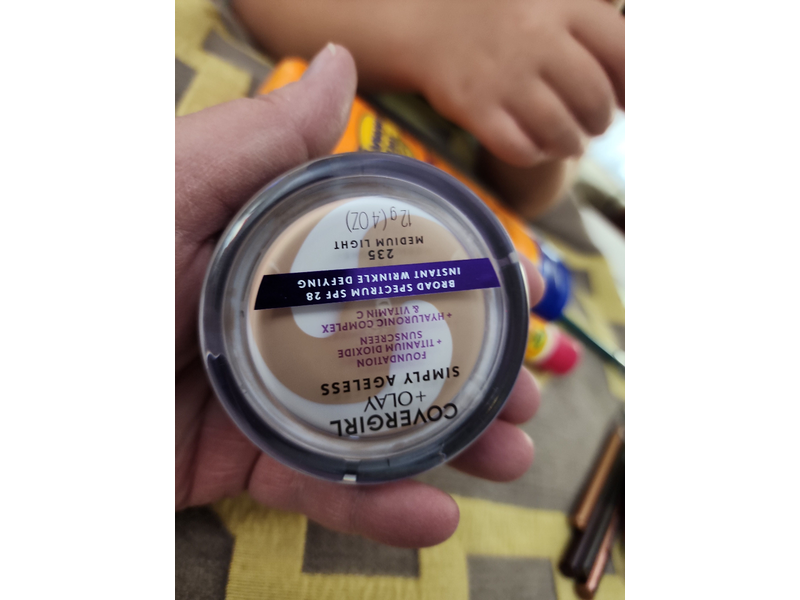 COVERGIRL
+OLAY
SIMPLY AGELESS
FOUNDATION
+ TITANIUM DIOXIDE
SUNSCREEN
+ HYALURONIC COMPLEX
& VITAMIN C
BROAD SPECTRUM SPF 28
INSTANT WRINKLE DEFYING
235
MEDIUM LIGHT
12 g (.4 OZ)